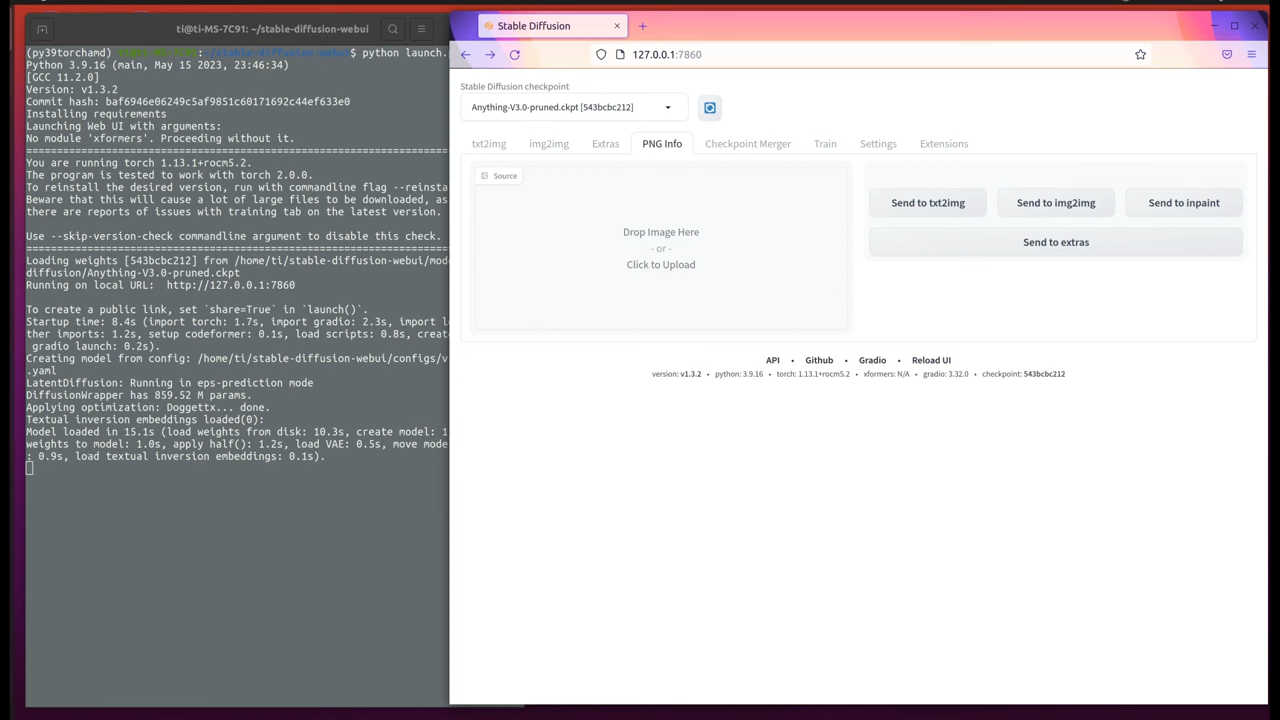 ti@ti-MS-7C91: ~/stable-diffusion-webui
(py39torchamd) ti@ti-MS-7C91:~/stable-diffusion-webui$ python launch.
Python 3.9.16 (main, May 15 2023, 23:46:34)
[GCC 11.2.0]
Version: v1.3.2
Commit hash: baf6946e06249c5af9851c60171692c44ef633e0
Installing requirements
Launching Web UI with arguments:
No module 'xformers'. Proceeding without it.
You are running torch 1.13.1+rocm5.2.
The program is tested to work with torch 2.0.0.
To reinstall the desired version, run with commandline flag --reinsta
Beware that this will cause a lot of large files to be downloaded, as
there are reports of issues with training tab on the latest version.
Use --skip-version-check commandline argument to disable this check.
Loading weights [543bcbc212] from /home/ti/stable-diffusion-webui/mod
diffusion/Anything-V3.0-pruned.ckpt
Running on local URL:  http://127.0.0.1:7860
To create a public link, set `share=True` in `launch()`.
Startup time: 8.4s (import torch: 1.7s, import gradio: 2.3s, import l
ther imports: 1.2s, setup codeformer: 0.1s, load scripts: 0.8s, creat
 gradio launch: 0.2s).
Creating model from config: /home/ti/stable-diffusion-webui/configs/v
.yaml
LatentDiffusion: Running in eps-prediction mode
DiffusionWrapper has 859.52 M params.
Applying optimization: Doggettx... done.
Textual inversion embeddings loaded(0):
Model loaded in 15.1s (load weights from disk: 10.3s, create model: 1
weights to model: 1.0s, apply half(): 1.2s, load VAE: 0.5s, move mode
: 0.9s, load textual inversion embeddings: 0.1s).
Stable Diffusion
127.0.0.1:7860
Stable Diffusion checkpoint
Anything-V3.0-pruned.ckpt [543bcbc212]
txt2img img2img Extras PNG Info Checkpoint Merger Train Settings Extensions
Source
Drop Image Here
- or -
Click to Upload
Send to txt2img Send to img2img Send to inpaint
Send to extras
API • Github • Gradio • Reload UI
version: v1.3.2 • python: 3.9.16 • torch: 1.13.1+rocm5.2 • xformers: N/A • gradio: 3.32.0 • checkpoint: 543bcbc212